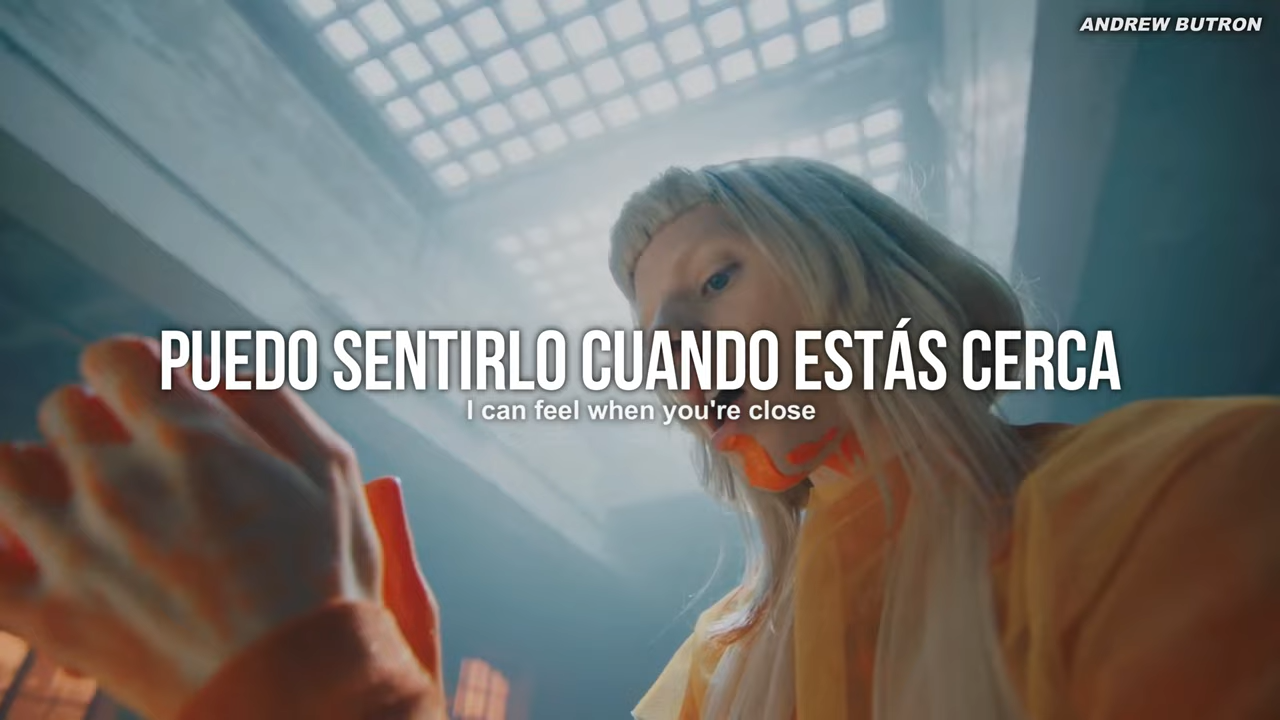 ANDREW BUTRON
PUEDO SENTIRLO CUANDO ESTÁS CERCA
I can feel when you're close